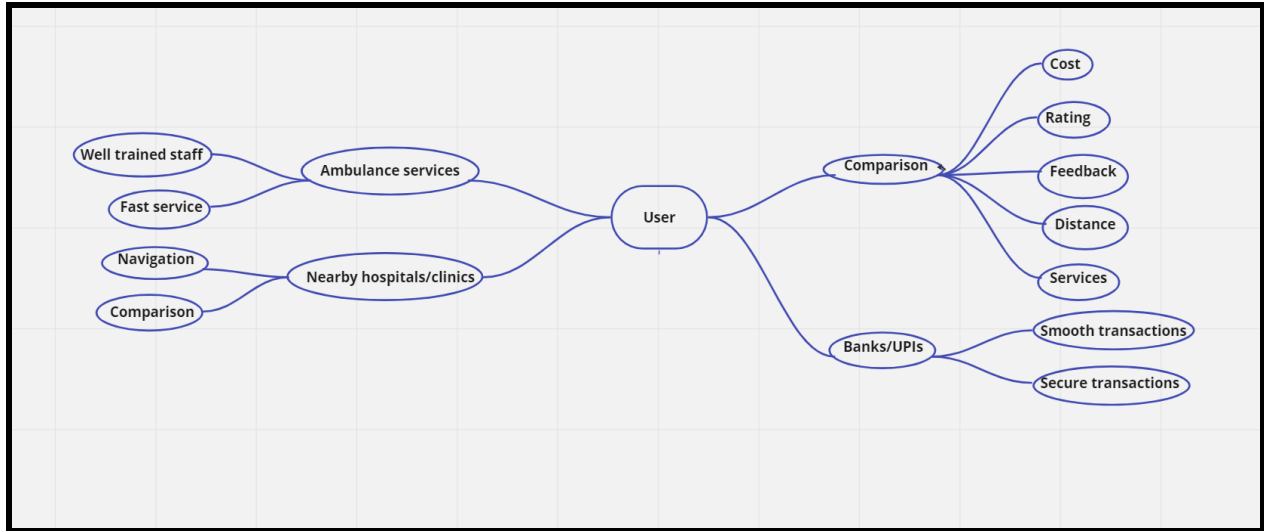 Cost
Rating
Well trained staff
Ambulance services
Comparison
Feedback
Fast service
User
Distance
Navigation
Nearby hospitals/clinics
Services
Comparison
Banks/UPIs
Smooth transactions
Secure transactions